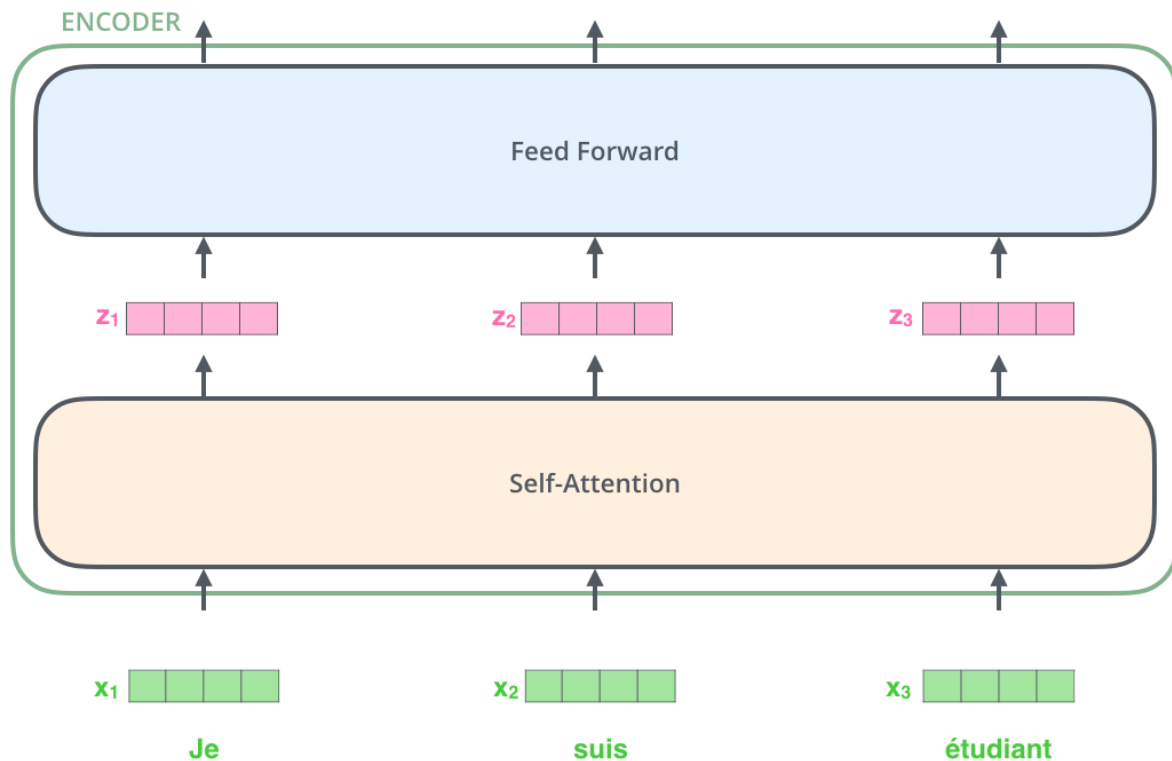 ENCODER
Feed Forward
z₁ z₂ z₃
Self-Attention
x₁ x₂ x₃
Je suis étudiant